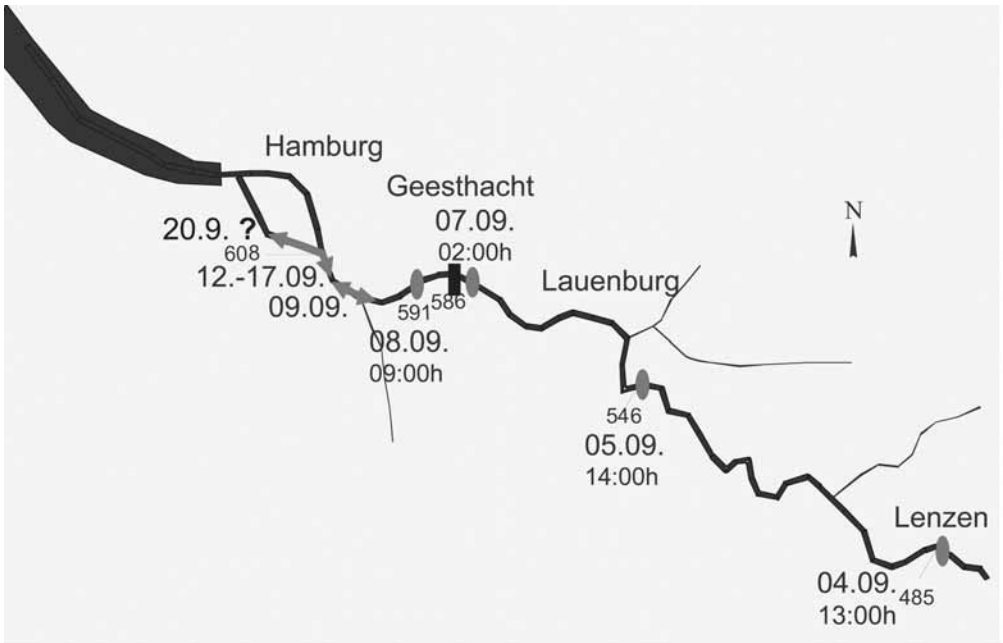 Hamburg
Geesthacht
07.09.
02:00h
N
20.9. ?
608
12.-17.09.
09.09.
591
586
08.09.
09:00h
Lauenburg
546
05.09.
14:00h
Lenzen
04.09.
485
13:00h